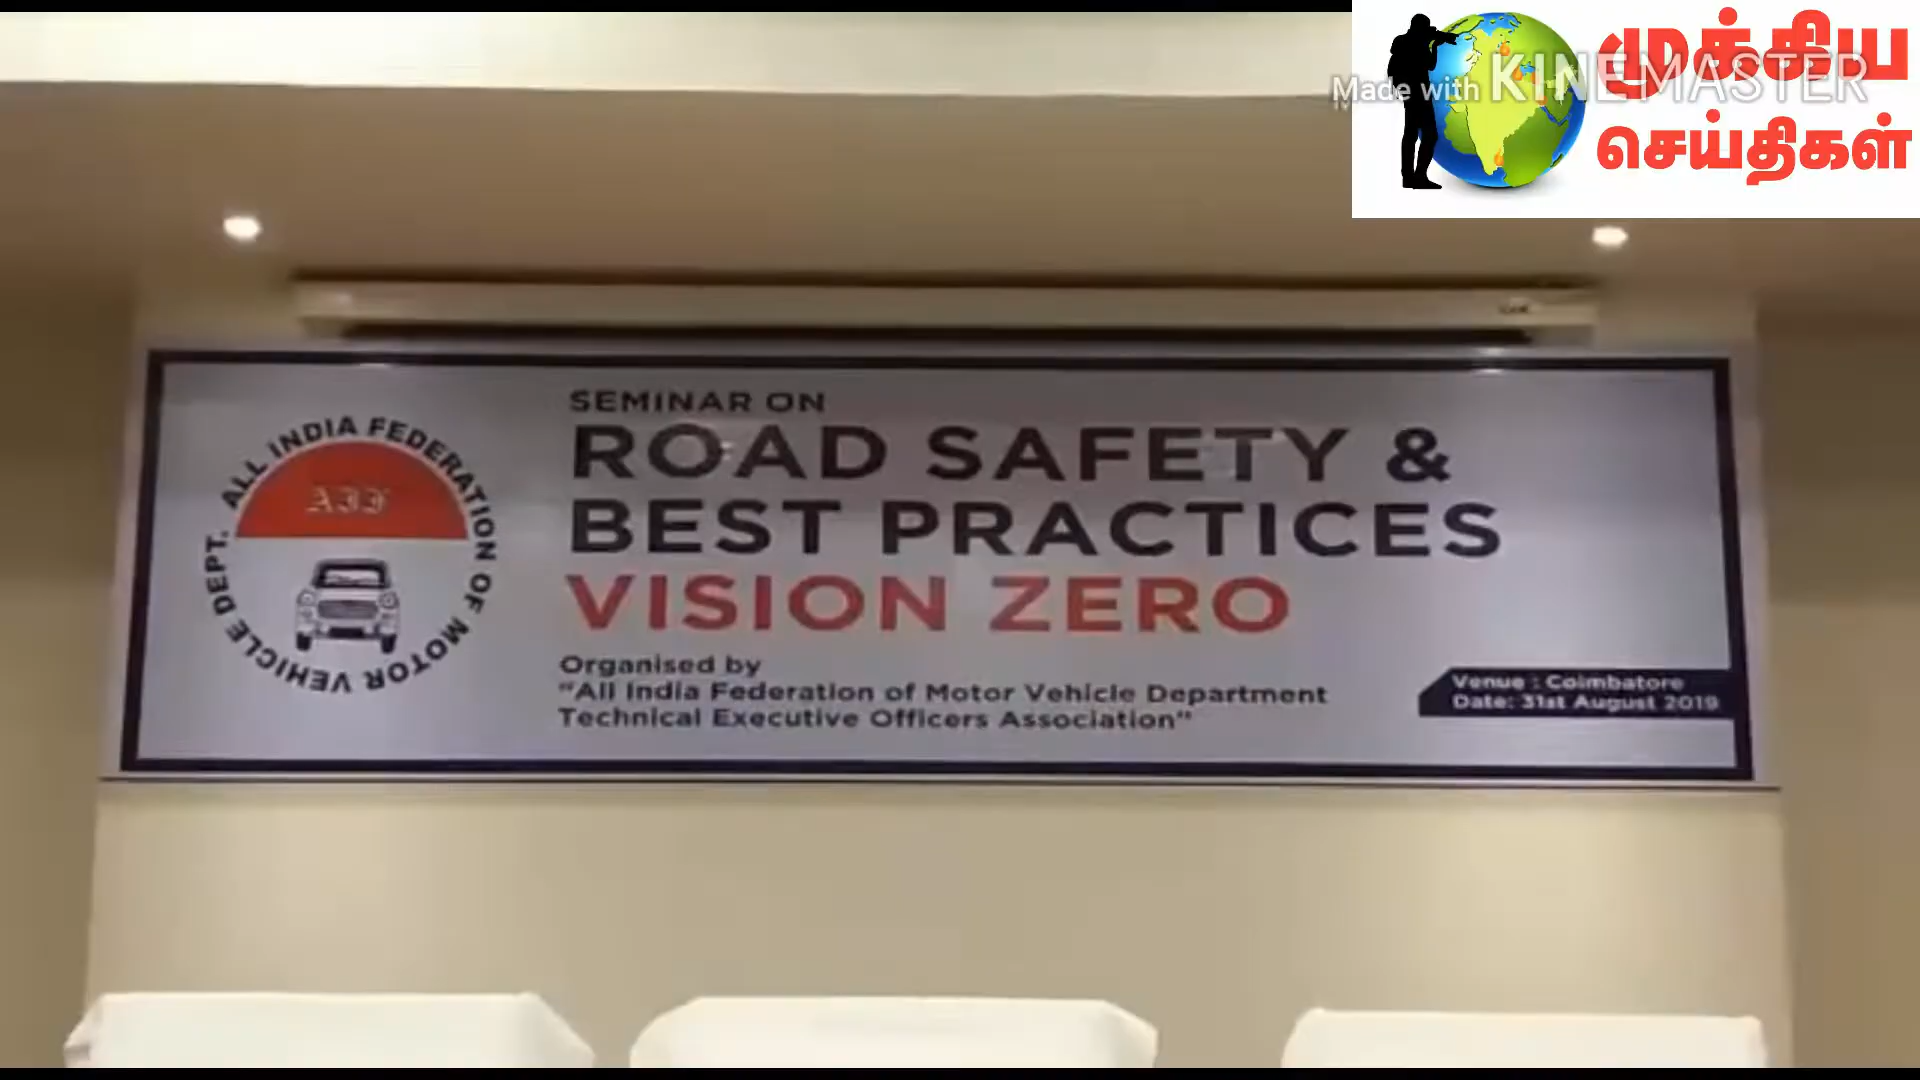 முக்கிய
செய்திகள்
Made with KINEMASTER
SEMINAR ON
ROAD SAFETY &
BEST PRACTICES
VISION ZERO
Organised by
"All India Federation of Motor Vehicle Department
Technical Executive Officers Association"
Venue : Coimbatore
Date: 31st August 2019
ALL INDIA FEDERATION OF MOTOR VEHICLE DEPT.
AIF